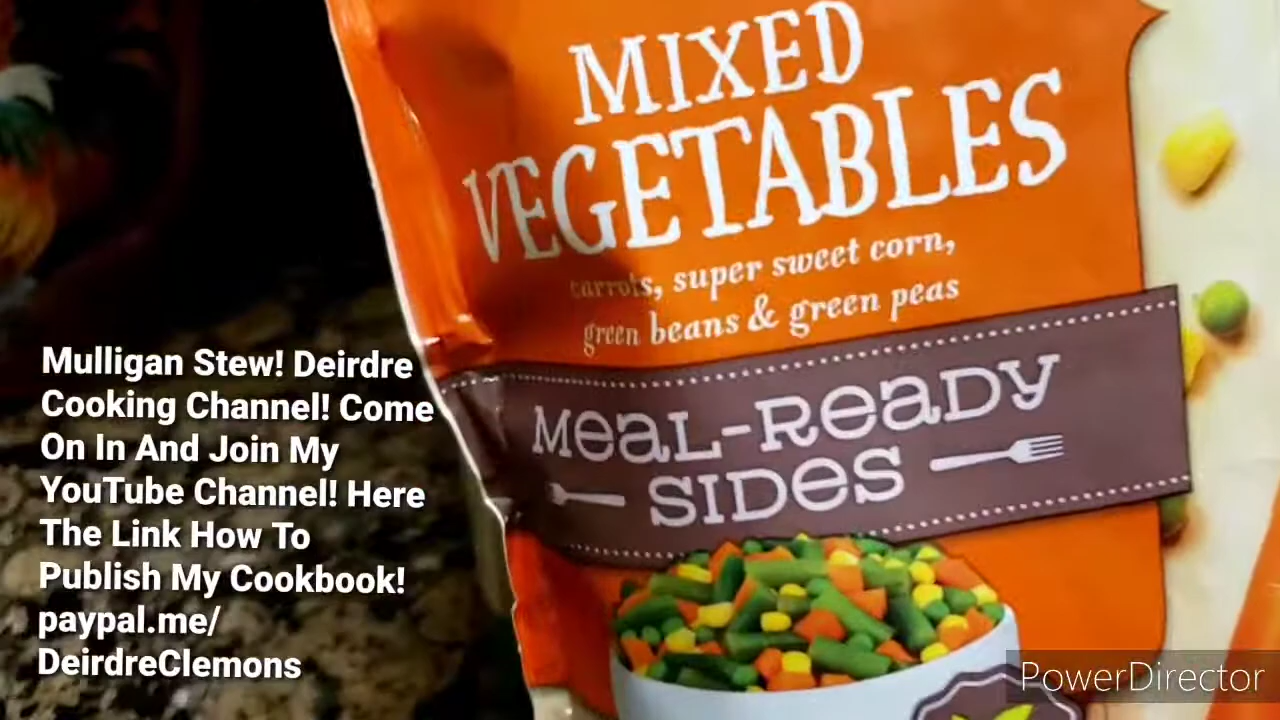 MIXED
VEGETABLES
carrots, super sweet corn,
green beans & green peas
MeaL-ReaDy
SIDes
Mulligan Stew! Deirdre
Cooking Channel! Come
On In And Join My
YouTube Channel! Here
The Link How To
Publish My Cookbook!
paypal.me/
DeirdreClemons
PowerDirector